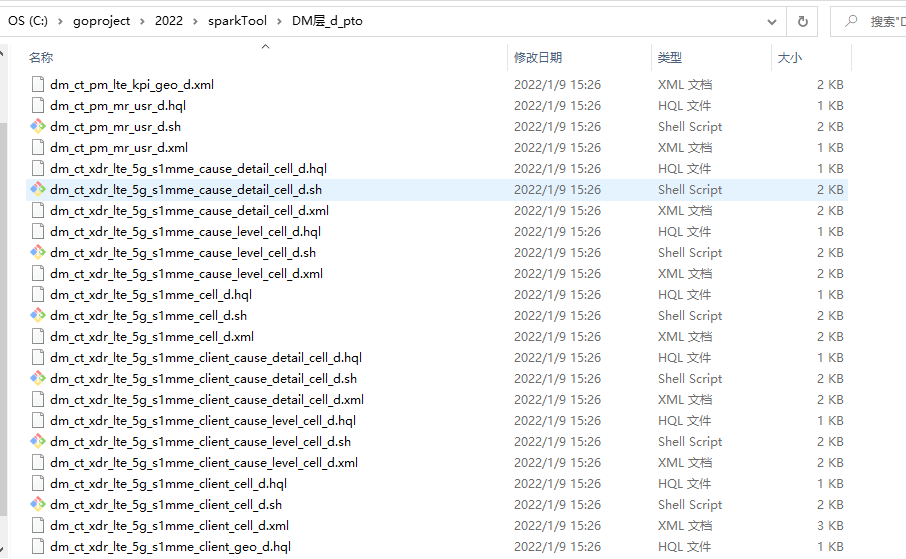 OS (C:) > goproject > 2022 > sparkTool > DM层_d_pto 搜索"D
名称 修改日期 类型 大小
dm_ct_pm_lte_kpi_geo_d.xml 2022/1/9 15:26 XML 文档 2 KB
dm_ct_pm_mr_usr_d.hql 2022/1/9 15:26 HQL 文件 1 KB
dm_ct_pm_mr_usr_d.sh 2022/1/9 15:26 Shell Script 2 KB
dm_ct_pm_mr_usr_d.xml 2022/1/9 15:26 XML 文档 1 KB
dm_ct_xdr_lte_5g_s1mme_cause_detail_cell_d.hql 2022/1/9 15:26 HQL 文件 1 KB
dm_ct_xdr_lte_5g_s1mme_cause_detail_cell_d.sh 2022/1/9 15:26 Shell Script 2 KB
dm_ct_xdr_lte_5g_s1mme_cause_detail_cell_d.xml 2022/1/9 15:26 XML 文档 2 KB
dm_ct_xdr_lte_5g_s1mme_cause_level_cell_d.hql 2022/1/9 15:26 HQL 文件 1 KB
dm_ct_xdr_lte_5g_s1mme_cause_level_cell_d.sh 2022/1/9 15:26 Shell Script 2 KB
dm_ct_xdr_lte_5g_s1mme_cause_level_cell_d.xml 2022/1/9 15:26 XML 文档 2 KB
dm_ct_xdr_lte_5g_s1mme_cell_d.hql 2022/1/9 15:26 HQL 文件 1 KB
dm_ct_xdr_lte_5g_s1mme_cell_d.sh 2022/1/9 15:26 Shell Script 2 KB
dm_ct_xdr_lte_5g_s1mme_cell_d.xml 2022/1/9 15:26 XML 文档 2 KB
dm_ct_xdr_lte_5g_s1mme_client_cause_detail_cell_d.hql 2022/1/9 15:26 HQL 文件 1 KB
dm_ct_xdr_lte_5g_s1mme_client_cause_detail_cell_d.sh 2022/1/9 15:26 Shell Script 2 KB
dm_ct_xdr_lte_5g_s1mme_client_cause_detail_cell_d.xml 2022/1/9 15:26 XML 文档 2 KB
dm_ct_xdr_lte_5g_s1mme_client_cause_level_cell_d.hql 2022/1/9 15:26 HQL 文件 1 KB
dm_ct_xdr_lte_5g_s1mme_client_cause_level_cell_d.sh 2022/1/9 15:26 Shell Script 2 KB
dm_ct_xdr_lte_5g_s1mme_client_cause_level_cell_d.xml 2022/1/9 15:26 XML 文档 2 KB
dm_ct_xdr_lte_5g_s1mme_client_cell_d.hql 2022/1/9 15:26 HQL 文件 1 KB
dm_ct_xdr_lte_5g_s1mme_client_cell_d.sh 2022/1/9 15:26 Shell Script 2 KB
dm_ct_xdr_lte_5g_s1mme_client_cell_d.xml 2022/1/9 15:26 XML 文档 3 KB
dm_ct_xdr_lte_5g_s1mme_client_geo_d.hql 2022/1/9 15:26 HQL 文件 1 KB